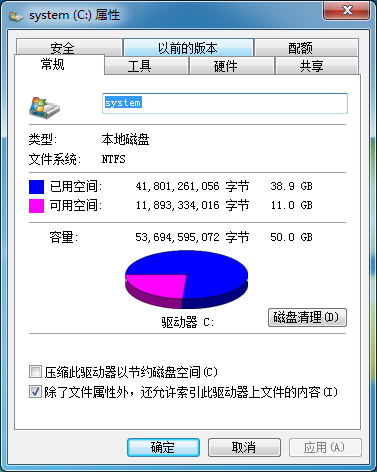 system (C:) 属性
安全 以前的版本 配额
常规 工具 硬件 共享
system
类型: 本地磁盘
文件系统: NTFS
已用空间: 41,801,261,056 字节 38.9 GB
可用空间: 11,893,334,016 字节 11.0 GB
容量: 53,694,595,072 字节 50.0 GB
驱动器 C: 磁盘清理(D)
压缩此驱动器以节约磁盘空间(C)
除了文件属性外，还允许索引此驱动器上文件的内容(I)
确定 取消 应用(A)